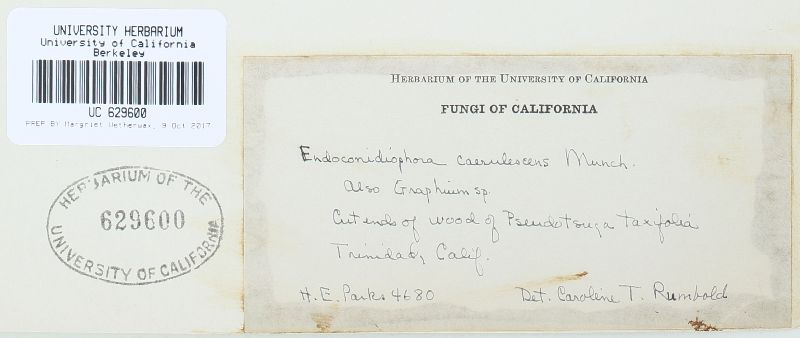 UNIVERSITY HERBARIUM
University of California
Berkeley
UC 629600
PREP BY Margriet Wetherwax, 9 Oct 2017
HERBARIUM OF THE
629600
UNIVERSITY OF CALIFORNIA
HERBARIUM OF THE UNIVERSITY OF CALIFORNIA
FUNGI OF CALIFORNIA
Endoconidiophora caerulescens Munch.
Also Graphium sp.
Cut ends of wood of Pseudotsuga taxifolia
Trinidad, Calif.
H. E. Parks 4680 Det. Caroline T. Rumbold